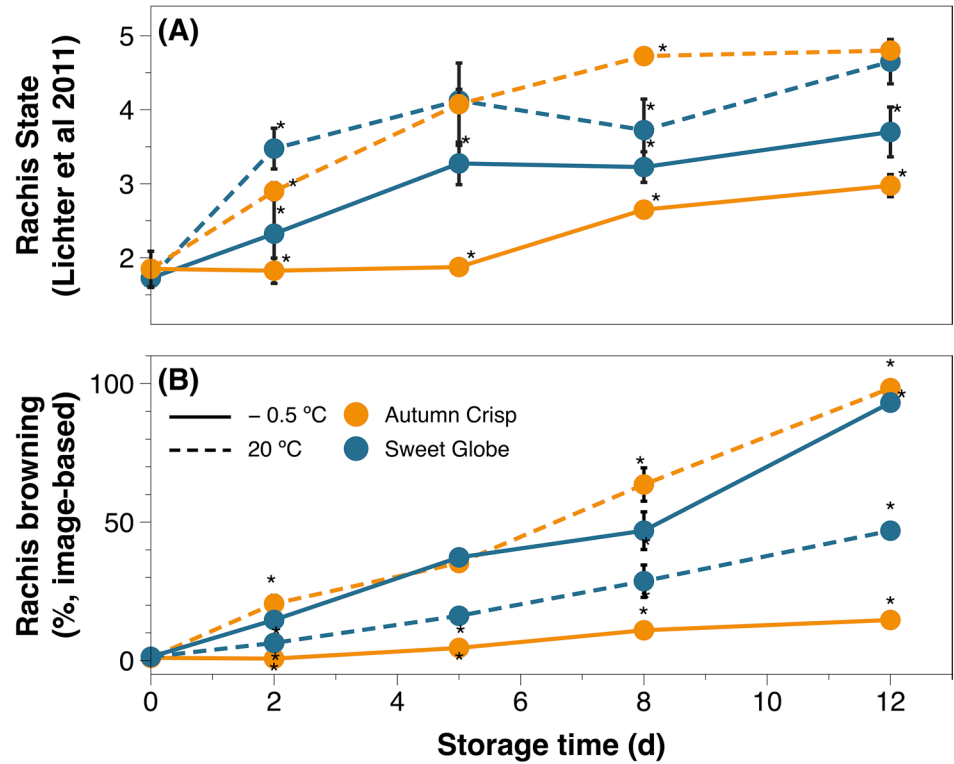 (A)
5
4
3
2
Rachis State
(Lichter et al 2011)
(B)
100
50
0
Rachis browning
(%, image-based)
– 0.5 ºC
Autumn Crisp
20 ºC
Sweet Globe
0 2 4 6 8 10 12
Storage time (d)